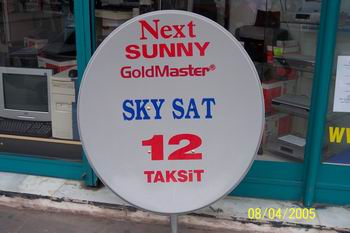 Next
SUNNY
GoldMaster®
SKY SAT
12
TAKSiT
08/04/2005